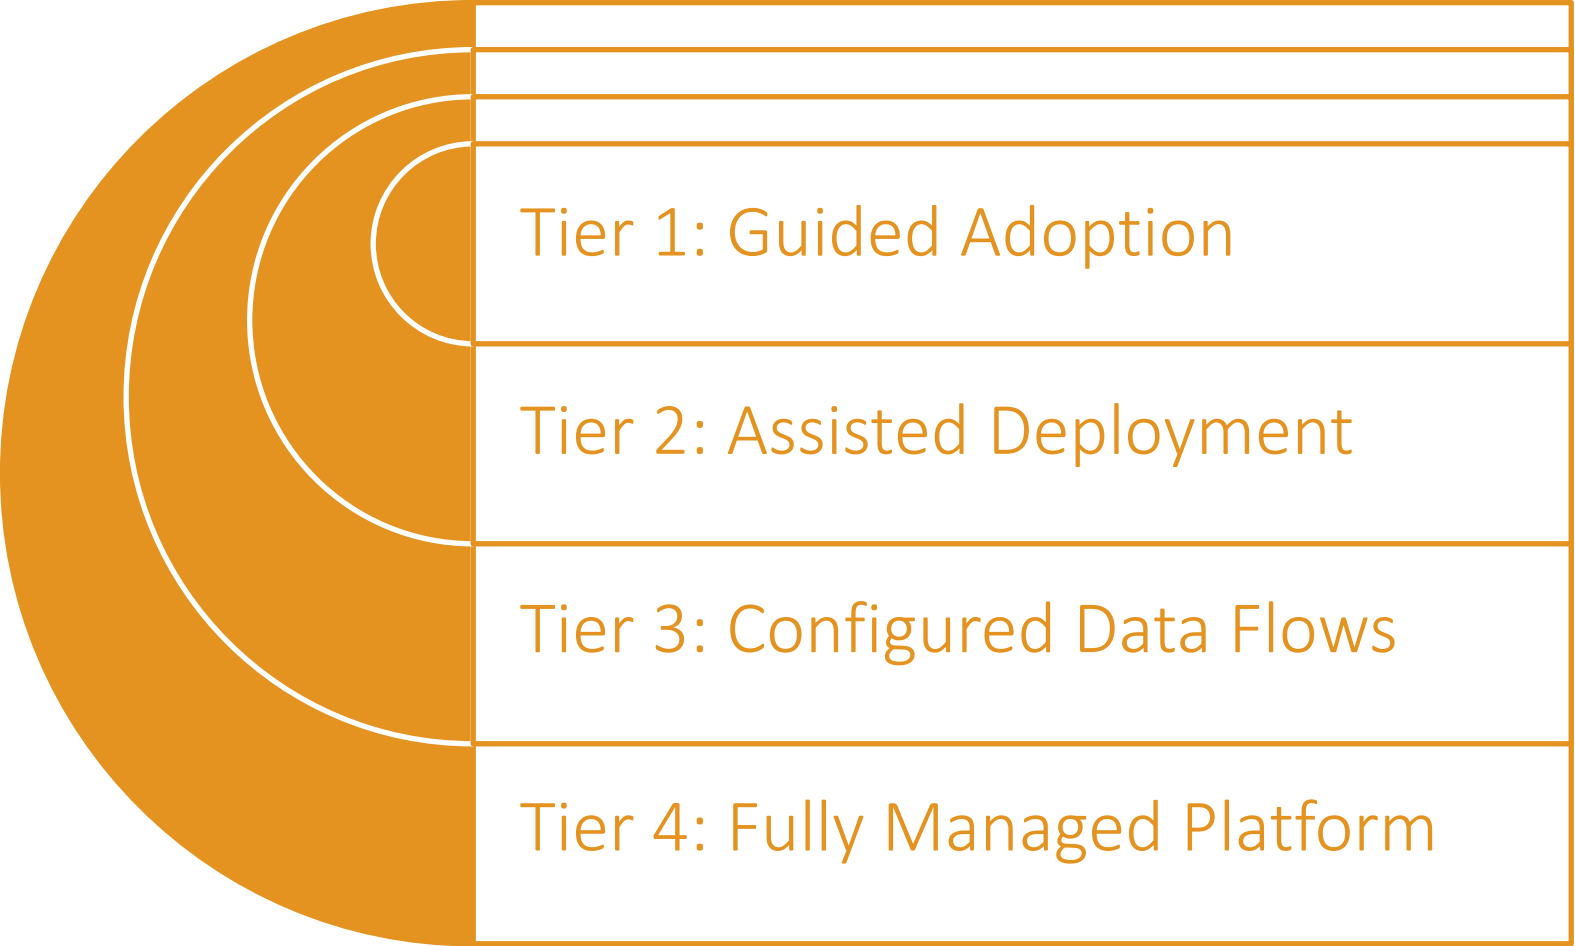 Tier 1: Guided Adoption
Tier 2: Assisted Deployment
Tier 3: Configured Data Flows
Tier 4: Fully Managed Platform